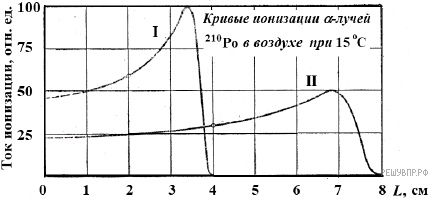 Ток ионизации, отн. ед.
100
75
50
25
0
I
II
Кривые ионизации α-лучей
²¹⁰Po в воздухе при 15°C
1 2 3 4 5 6 7 8 L, см
РЕШУВПР.РФ